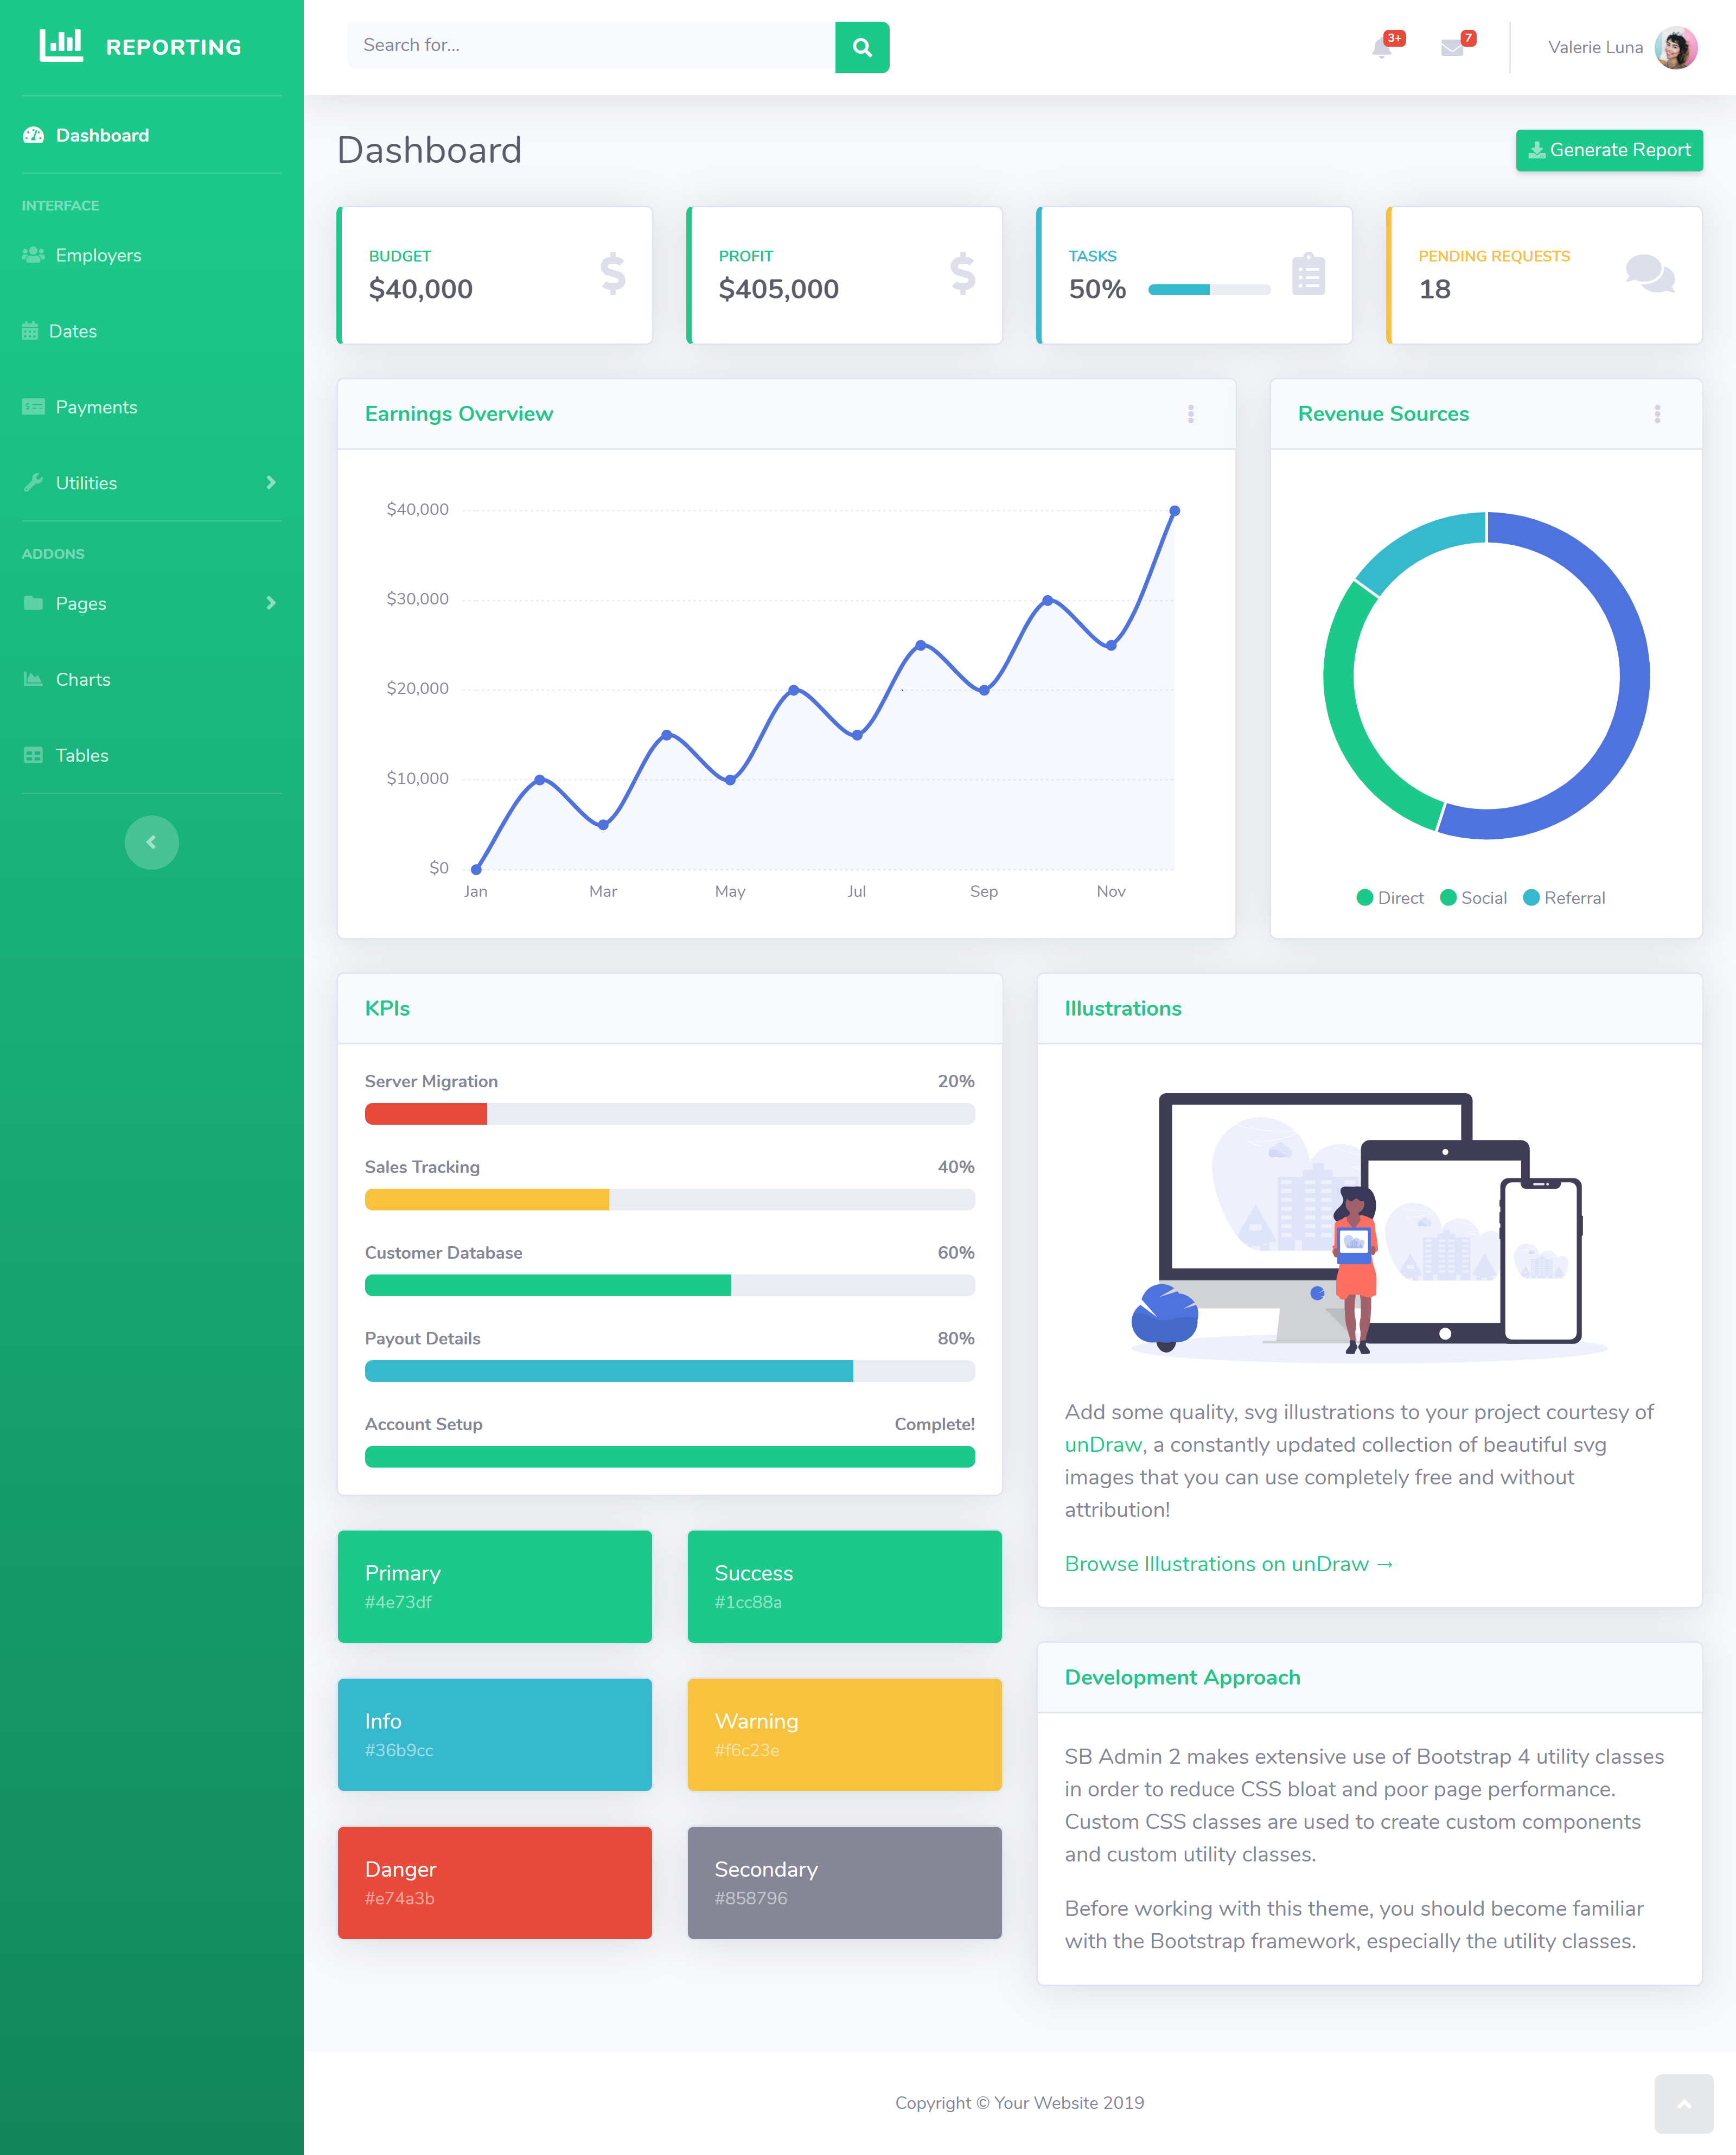 REPORTING
Dashboard
INTERFACE
Employers
Dates
Payments
Utilities
ADDONS
Pages
Charts
Tables
Search for...
3+
7
Valerie Luna
Dashboard
Generate Report
BUDGET
$40,000
PROFIT
$405,000
TASKS
50%
PENDING REQUESTS
18
Earnings Overview
$40,000
$30,000
$20,000
$10,000
$0
Jan Mar May Jul Sep Nov
Revenue Sources
Direct Social Referral
KPIs
Server Migration 20%
Sales Tracking 40%
Customer Database 60%
Payout Details 80%
Account Setup Complete!
Primary
#4e73df
Success
#1cc88a
Info
#36b9cc
Warning
#f6c23e
Danger
#e74a3b
Secondary
#858796
Illustrations
Add some quality, svg illustrations to your project courtesy of
unDraw, a constantly updated collection of beautiful svg
images that you can use completely free and without
attribution!
Browse Illustrations on unDraw →
Development Approach
SB Admin 2 makes extensive use of Bootstrap 4 utility classes
in order to reduce CSS bloat and poor page performance.
Custom CSS classes are used to create custom components
and custom utility classes.
Before working with this theme, you should become familiar
with the Bootstrap framework, especially the utility classes.
Copyright © Your Website 2019